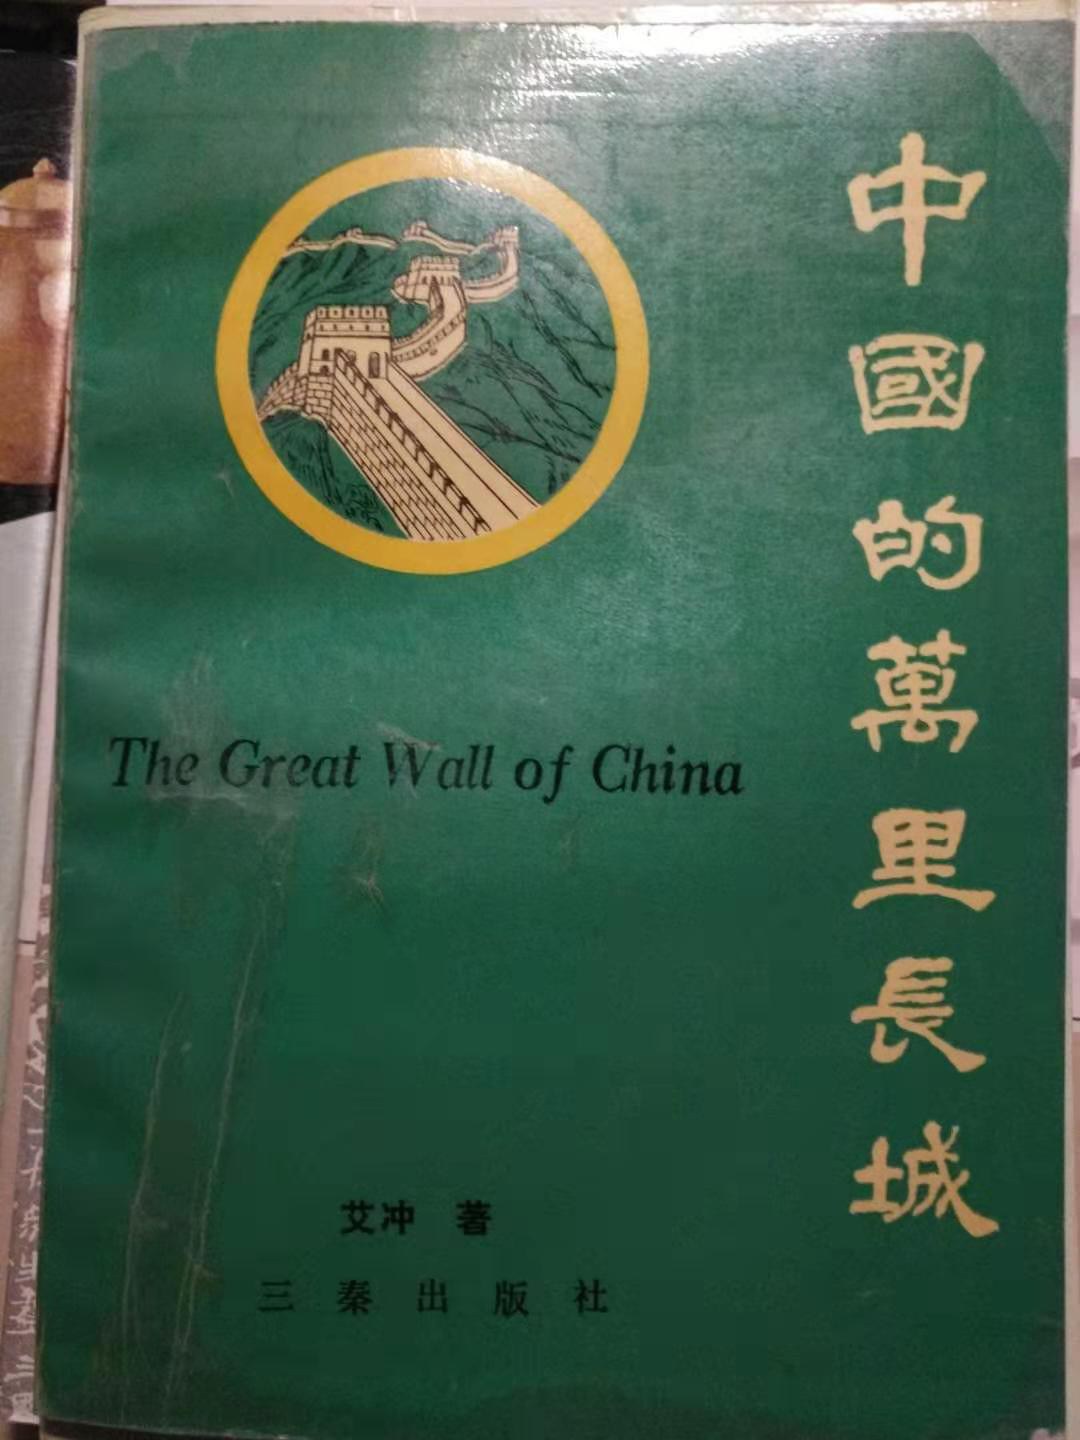 中國的萬里長城
The Great Wall of China
艾冲 著
三秦出版社